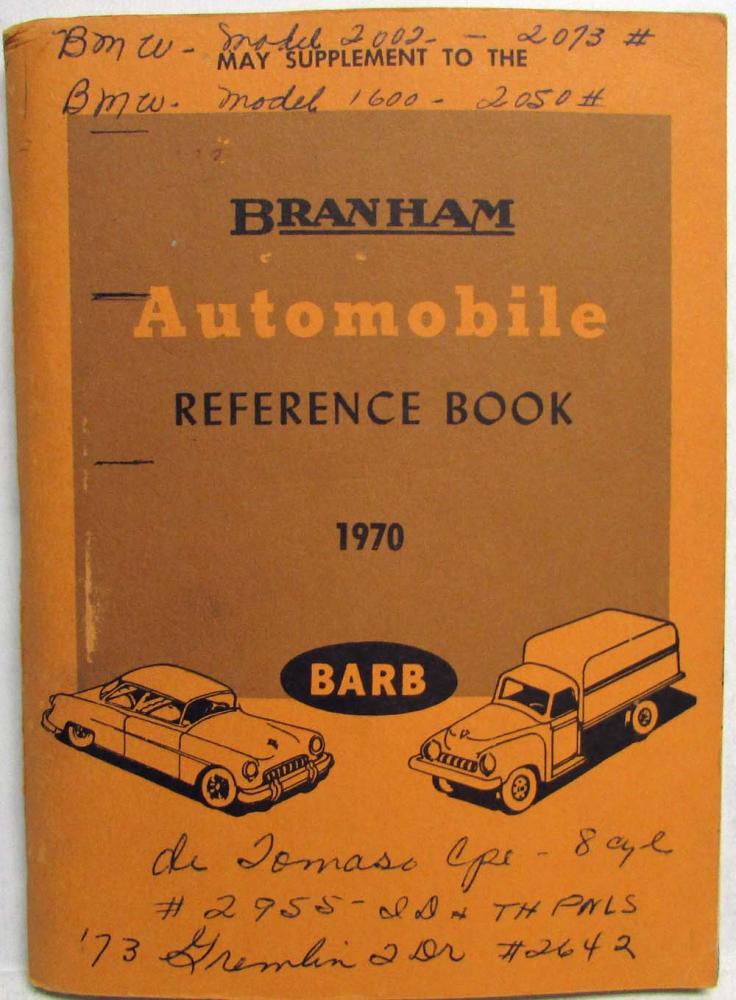 BMW - Model 2002 - 2073 #
MAY SUPPLEMENT TO THE
BMW - Model 1600 - 2050 #
BRANHAM
Automobile
REFERENCE BOOK
1970
BARB
de Tomaso Cpe - 8 cyl
# 2955 - ID # TH PNLS
'73 Gremlin 2 Dr #2642